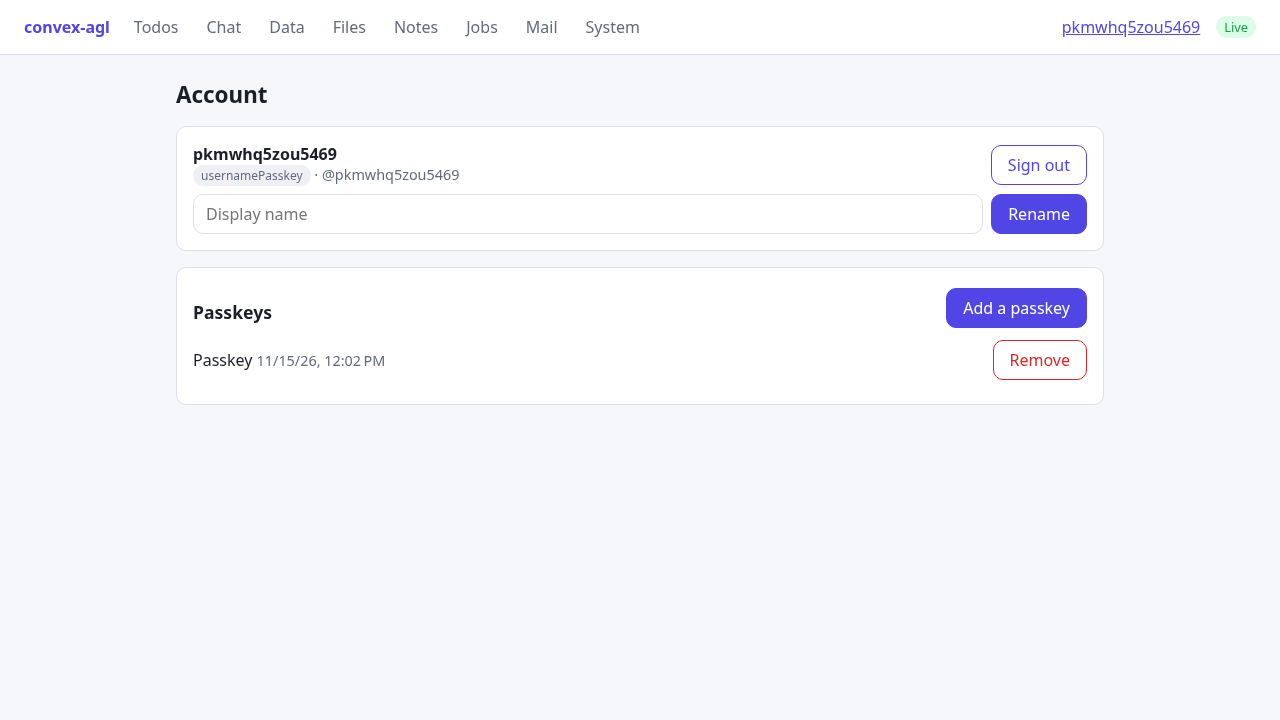 convex-agl Todos Chat Data Files Notes Jobs Mail System pkmwhq5zou5469 Live
Account
pkmwhq5zou5469
usernamePasskey · @pkmwhq5zou5469
Sign out
Display name Rename
Passkeys Add a passkey
Passkey 11/15/26, 12:02 PM Remove